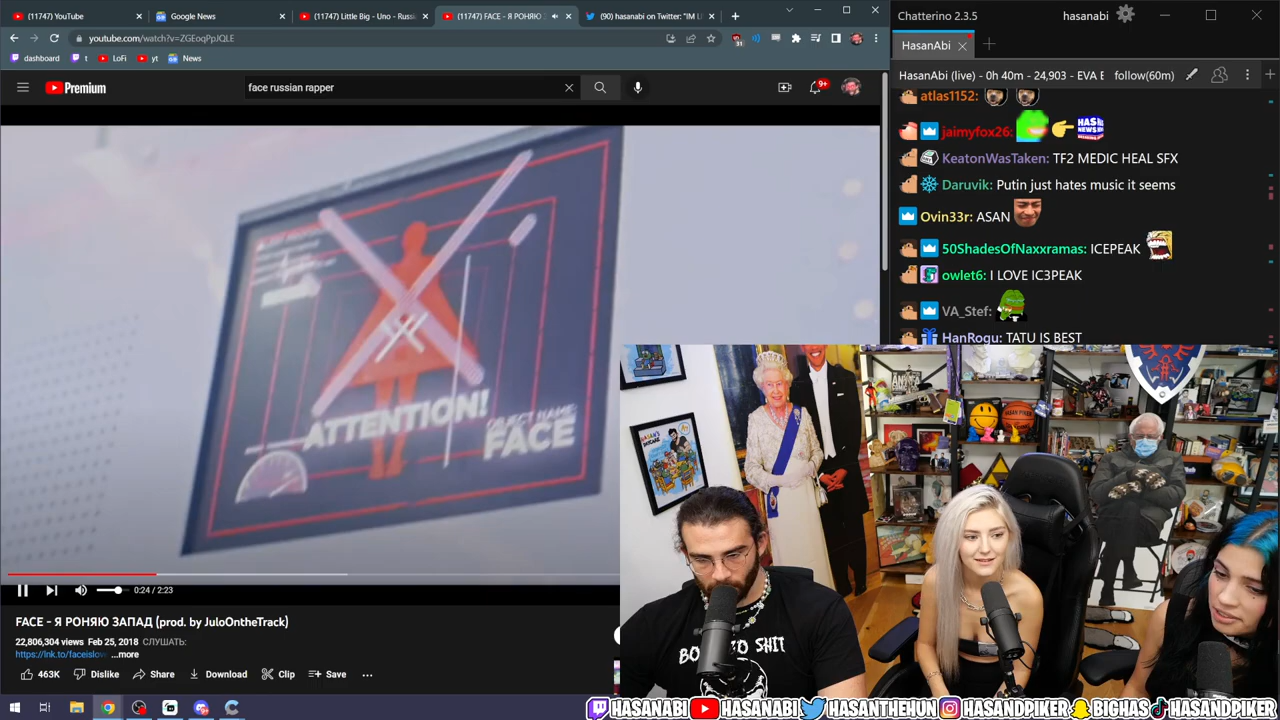 (11747) YouTube
Google News
(11747) Little Big - Uno - Russi
(11747) FACE - Я РОНЯЮ З
(90) hasanabi on Twitter: "IM LI
youtube.com/watch?v=ZGEoqPpJQLE
dashboard
t
LoFi
yt
News
Premium
face russian rapper
9+
ATTENTION!
OBJECT NAME
FACE
0:24 / 2:23
FACE - Я РОНЯЮ ЗАПАД (prod. by JuloOntheTrack)
22,806,304 views Feb 25, 2018 СЛУШАТЬ:
https://lnk.to/faceislove ...more
463K
Dislike
Share
Download
Clip
Save
Chatterino 2.3.5
hasanabi
HasanAbi
HasanAbi (live) - 0h 40m - 24,903 - EVA E
follow(60m)
atlas1152:
jaimyfox26:
KeatonWasTaken: TF2 MEDIC HEAL SFX
Daruvik: Putin just hates music it seems
Ovin33r: ASAN
50ShadesOfNaxxramas: ICEPEAK
owlet6: I LOVE IC3PEAK
VA_Stef:
HanRogu: TATU IS BEST
HASANABI
HASANABI
HASANTHEHUN
HASANDPIKER
BIGHAS
HASANDPIKER